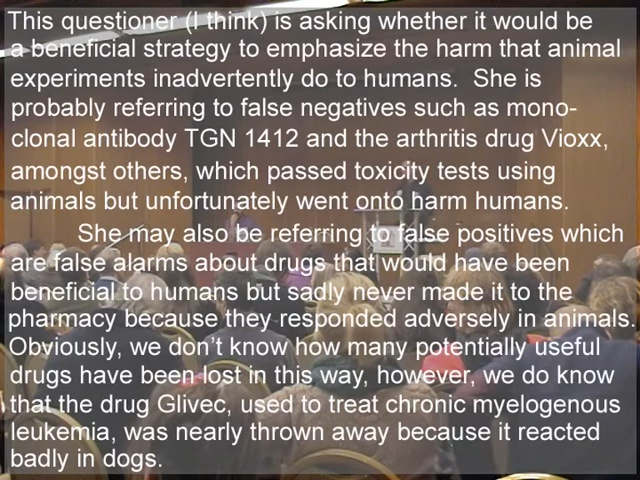 This questioner (I think) is asking whether it would be
a beneficial strategy to emphasize the harm that animal
experiments inadvertently do to humans. She is
probably referring to false negatives such as mono-
clonal antibody TGN 1412 and the arthritis drug Vioxx,
amongst others, which passed toxicity tests using
animals but unfortunately went onto harm humans.
She may also be referring to false positives which
are false alarms about drugs that would have been
beneficial to humans but sadly never made it to the
pharmacy because they responded adversely in animals.
Obviously, we don't know how many potentially useful
drugs have been lost in this way, however, we do know
that the drug Glivec, used to treat chronic myelogenous
leukemia, was nearly thrown away because it reacted
badly in dogs.